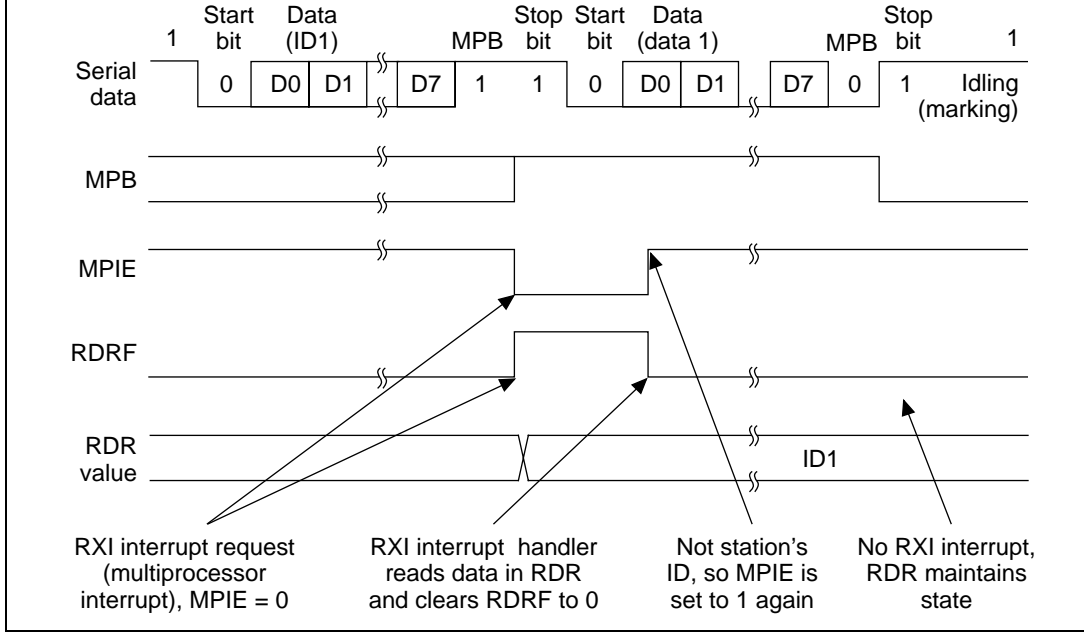 Start Data Stop Start Data Stop
1 bit (ID1) MPB bit bit (data 1) MPB bit 1
Serial data 0 D0 D1 D7 1 1 0 D0 D1 D7 0 1 Idling (marking)
MPB
MPIE
RDRF
RDR value ID1
RXI interrupt request
(multiprocessor
interrupt), MPIE = 0
RXI interrupt handler
reads data in RDR
and clears RDRF to 0
Not station's
ID, so MPIE is
set to 1 again
No RXI interrupt,
RDR maintains
state